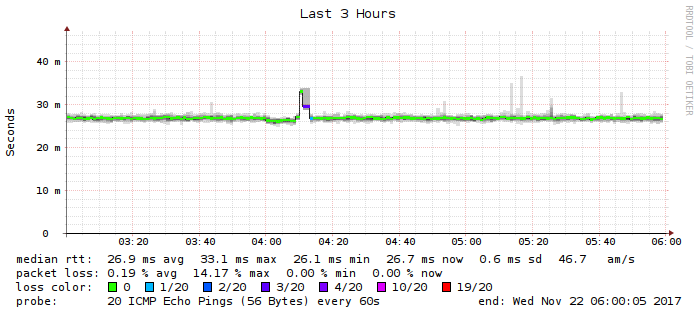 Last 3 Hours
RRDTOOL / TOBI OETIKER
Seconds
40 m
30 m
20 m
10 m
0
03:20 03:40 04:00 04:20 04:40 05:00 05:20 05:40 06:00
median rtt: 26.9 ms avg 33.1 ms max 26.1 ms min 26.7 ms now 0.6 ms sd 46.7 am/s
packet loss: 0.19 % avg 14.17 % max 0.00 % min 0.00 % now
loss color: 0 1/20 2/20 3/20 4/20 10/20 19/20
probe: 20 ICMP Echo Pings (56 Bytes) every 60s end: Wed Nov 22 06:00:05 2017